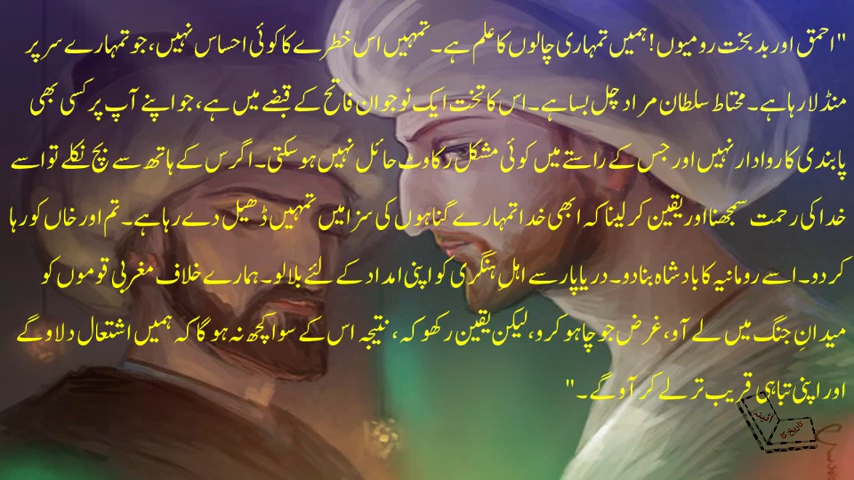 "احمق اور بدبخت رومیوں! ہمیں تمہاری چالوں کا علم ہے۔ تمہیں اس خطرے کا کوئی احساس نہیں، جو تمہارے سر پر
منڈلا رہا ہے۔ محتاط سلطان مراد چل بسا ہے۔ اس کا تخت ایک نوجوان فاتح کے قبضے میں ہے، جو اپنے آپ پر کسی بھی
پابندی کا روادار نہیں اور جس کے راستے میں کوئی مشکل رکاوٹ حائل نہیں ہو سکتی۔ اگر س کے ہاتھ سے بچ نکلے تو اسے
خدا کی رحمت سمجھنا اور یقین کر لینا کہ ابھی خدا تمہارے گناہوں کی سزا میں تمہیں ڈھیل دے رہا ہے۔ تم اور خاں کو رہا
کر دو۔ اسے رومانیہ کا بادشاہ بنا دو۔ دریا پار سے اہلِ ہنگری کو اپنی امداد کے لئے بلا لو۔ ہمارے خلاف مغربی قوموں کو
میدانِ جنگ میں لے آو، غرض جو چاہو کرو، لیکن یقین رکھو کہ، نتیجہ اس کے سوا کچھ نہ ہو گا کہ ہمیں اشتعال دلاو گے
اور اپنی تباہی قریب تر لے کر آو گے۔"
تاریخ کا